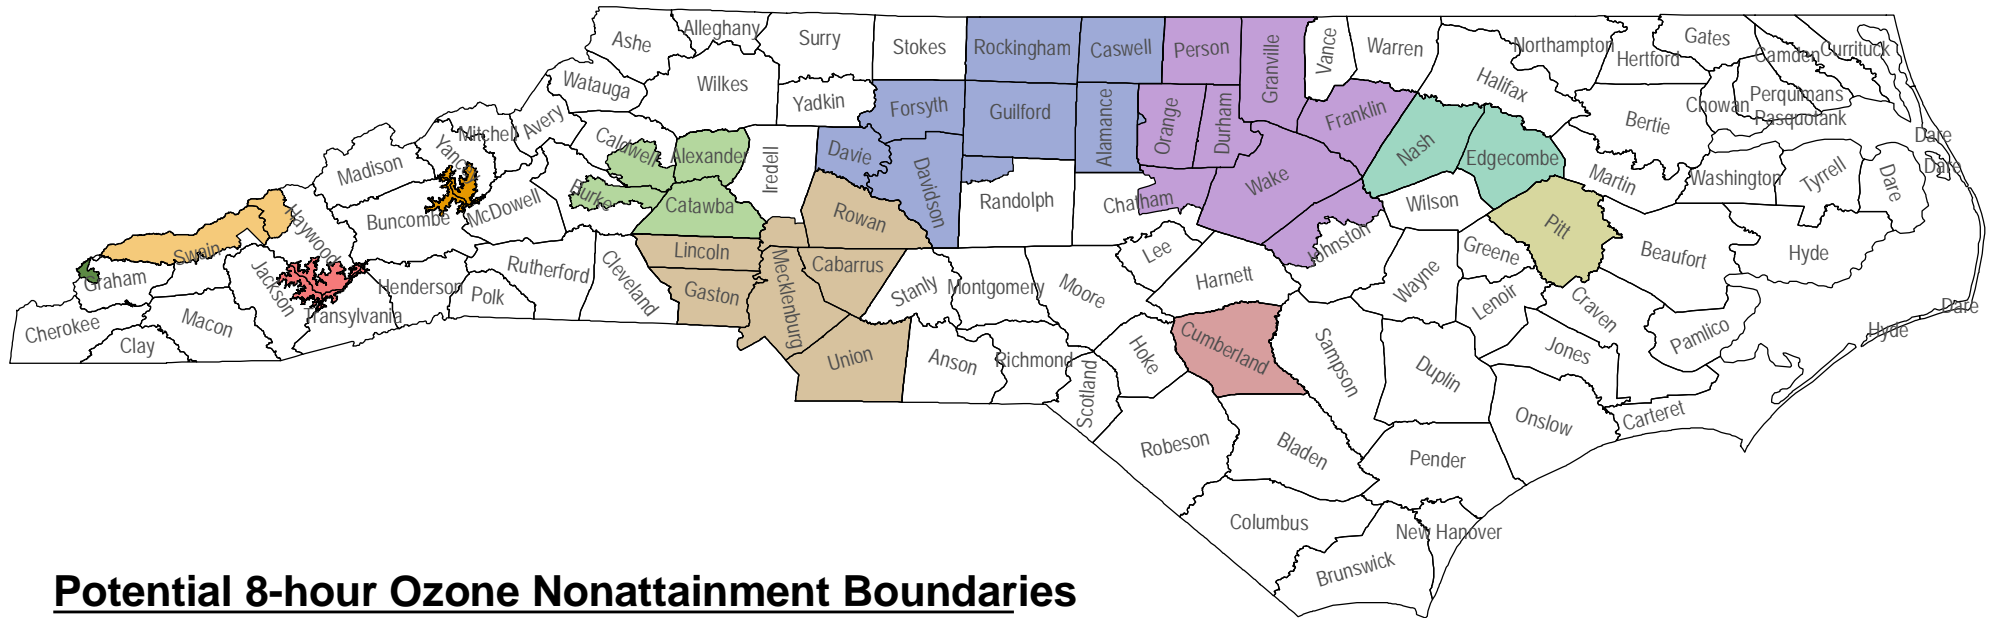 Alleghany
Ashe
Surry
Stokes
Rockingham
Caswell
Person
Granville
Vance
Warren
Northampton
Gates
Hertford
Camden
Currituck
Watauga
Wilkes
Yadkin
Forsyth
Guilford
Alamance
Orange
Durham
Franklin
Halifax
Chowan
Perquimans
Pasquotank
Bertie
Mitchell
Avery
Yancey
Madison
Caldwell
Alexander
Iredell
Davie
Davidson
Randolph
Chatham
Wake
Nash
Edgecombe
Martin
Washington
Tyrrell
Dare
Dare
Dare
Buncombe
McDowell
Burke
Catawba
Rowan
Wilson
Pitt
Haywood
Swain
Graham
Jackson
Henderson
Transylvania
Polk
Rutherford
Cleveland
Lincoln
Gaston
Mecklenburg
Cabarrus
Stanly
Montgomery
Moore
Lee
Harnett
Johnston
Wayne
Greene
Lenoir
Craven
Beaufort
Hyde
Dare
Hyde
Pamlico
Cherokee
Clay
Macon
Union
Anson
Richmond
Scotland
Hoke
Cumberland
Sampson
Duplin
Jones
Onslow
Carteret
Robeson
Bladen
Pender
Columbus
New Hanover
Brunswick
Potential 8-hour Ozone Nonattainment Boundaries